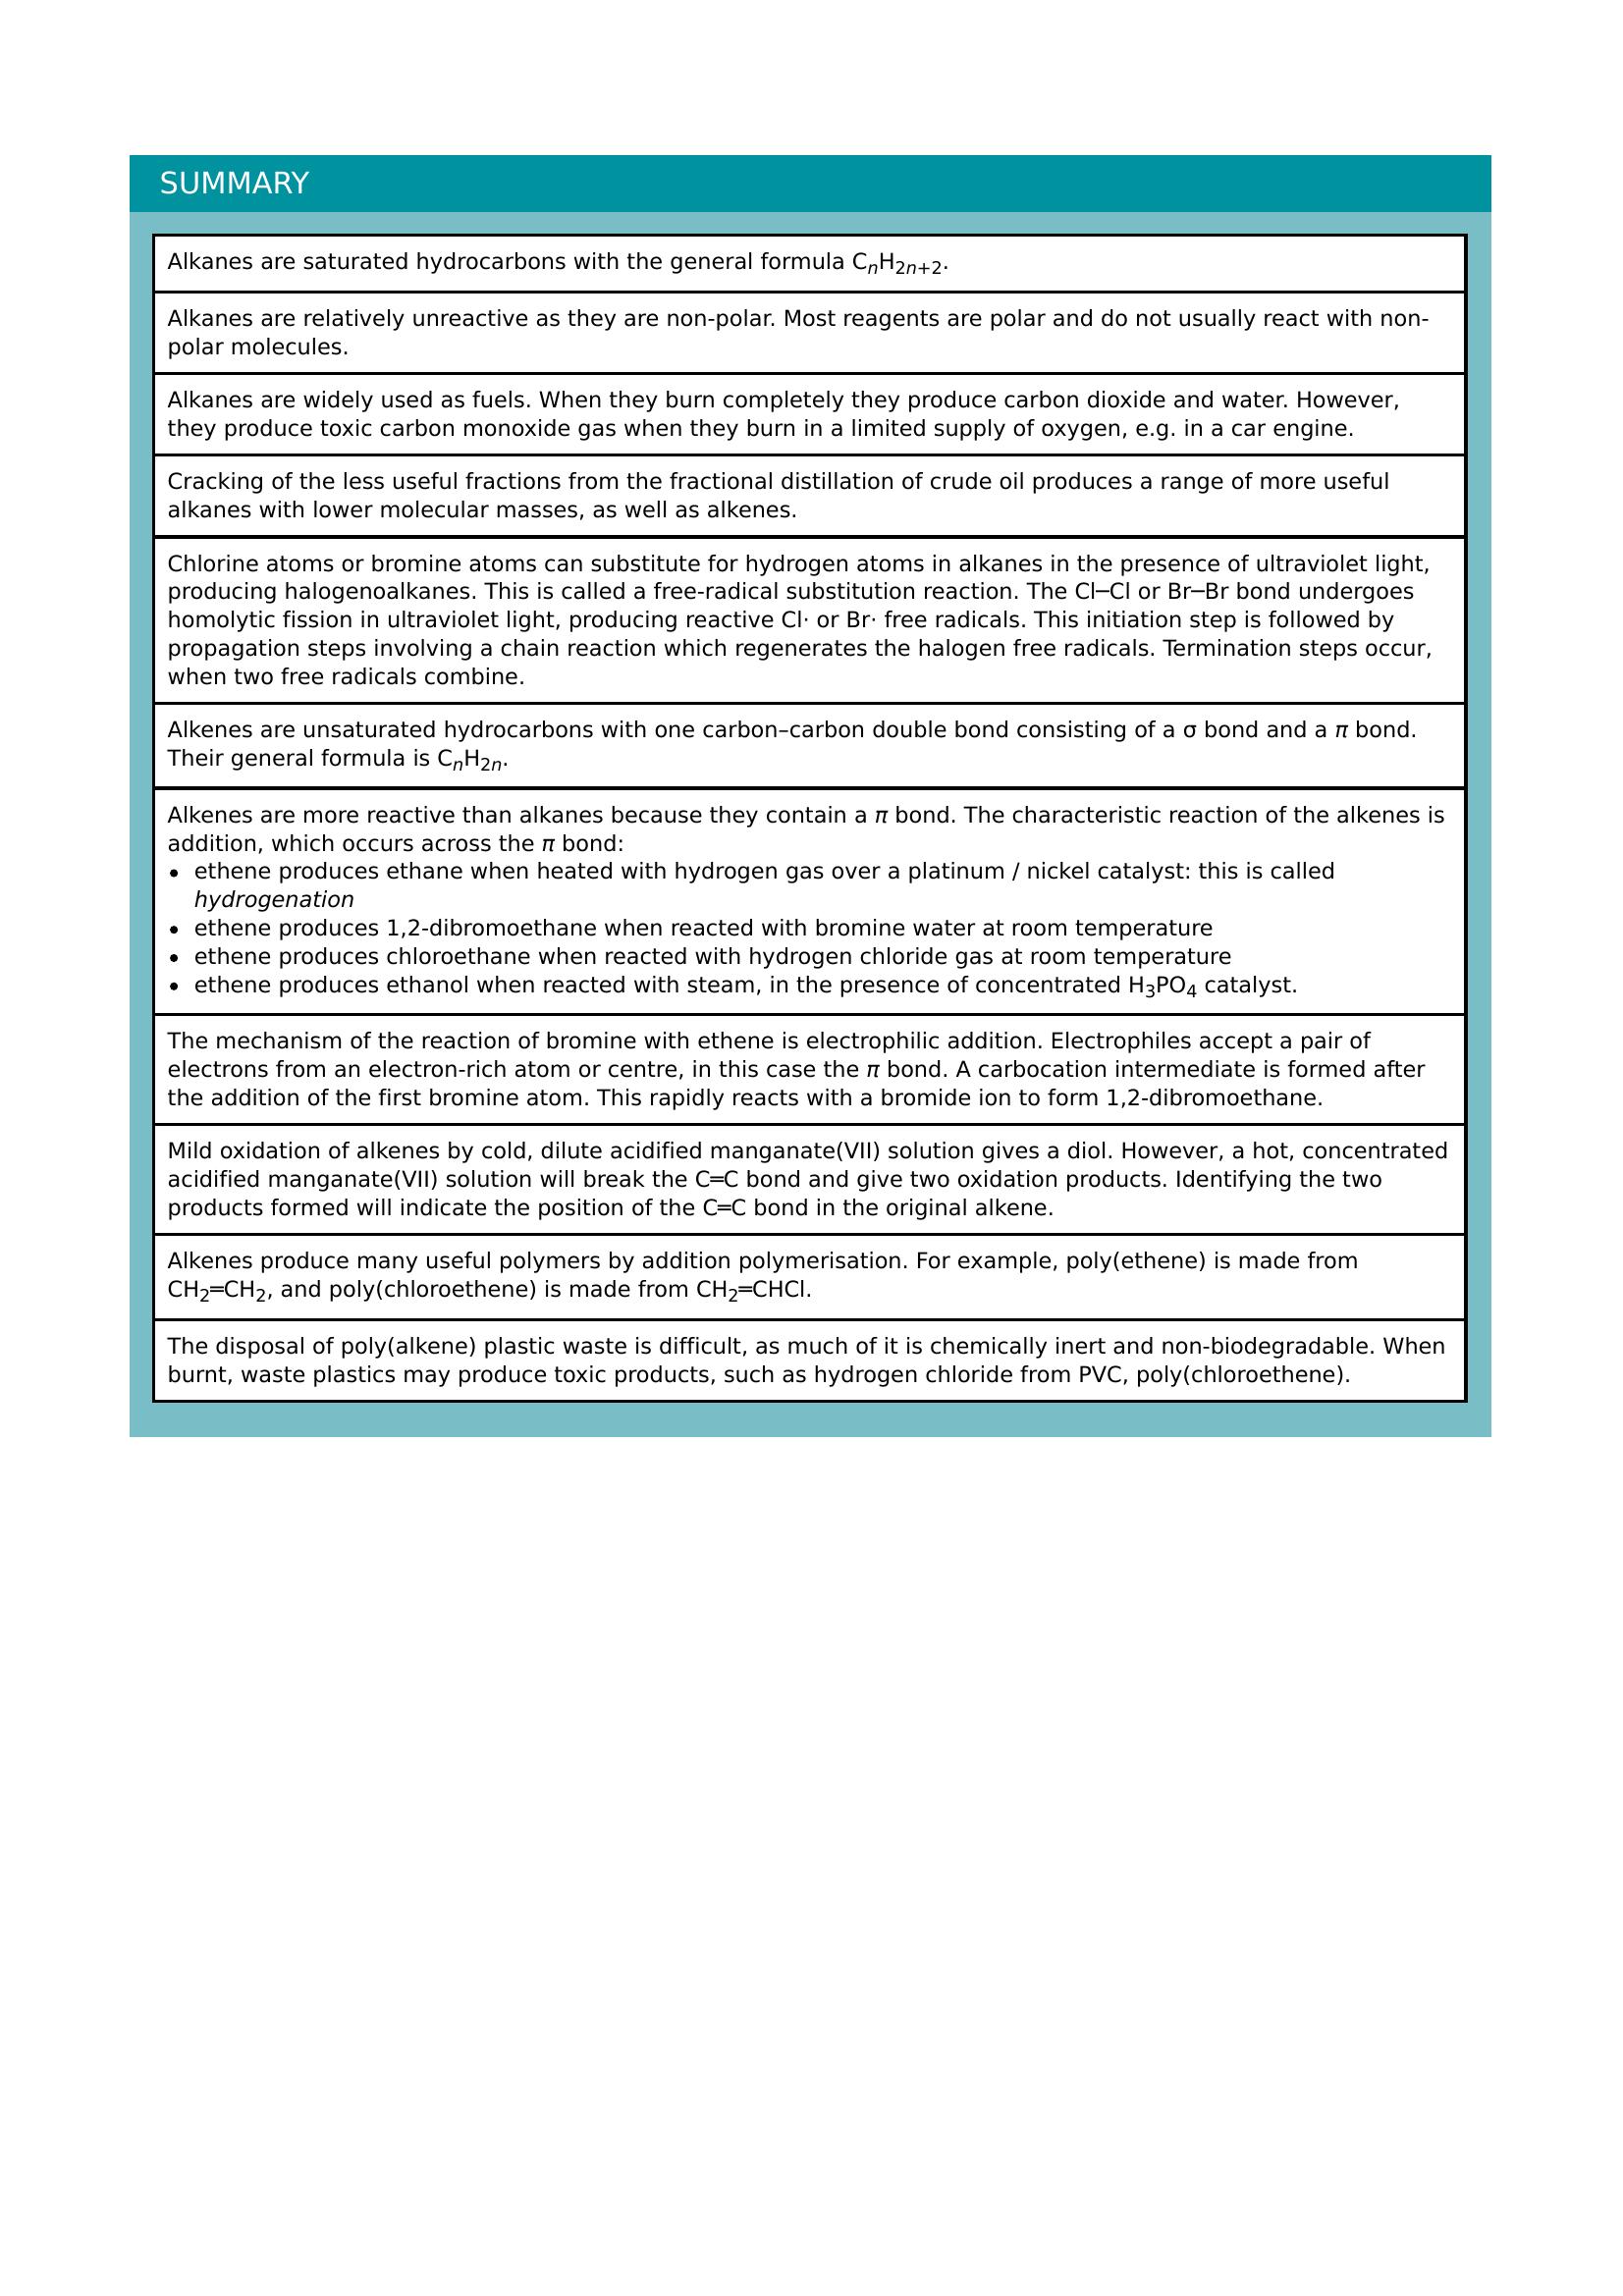 SUMMARY
Alkanes are saturated hydrocarbons with the general formula CₙH₂ₙ₊₂.
Alkanes are relatively unreactive as they are non-polar. Most reagents are polar and do not usually react with non-
polar molecules.
Alkanes are widely used as fuels. When they burn completely they produce carbon dioxide and water. However,
they produce toxic carbon monoxide gas when they burn in a limited supply of oxygen, e.g. in a car engine.
Cracking of the less useful fractions from the fractional distillation of crude oil produces a range of more useful
alkanes with lower molecular masses, as well as alkenes.
Chlorine atoms or bromine atoms can substitute for hydrogen atoms in alkanes in the presence of ultraviolet light,
producing halogenoalkanes. This is called a free-radical substitution reaction. The Cl─Cl or Br─Br bond undergoes
homolytic fission in ultraviolet light, producing reactive Cl· or Br· free radicals. This initiation step is followed by
propagation steps involving a chain reaction which regenerates the halogen free radicals. Termination steps occur,
when two free radicals combine.
Alkenes are unsaturated hydrocarbons with one carbon–carbon double bond consisting of a σ bond and a π bond.
Their general formula is CₙH₂ₙ.
Alkenes are more reactive than alkanes because they contain a π bond. The characteristic reaction of the alkenes is
addition, which occurs across the π bond:
• ethene produces ethane when heated with hydrogen gas over a platinum / nickel catalyst: this is called
hydrogenation
• ethene produces 1,2-dibromoethane when reacted with bromine water at room temperature
• ethene produces chloroethane when reacted with hydrogen chloride gas at room temperature
• ethene produces ethanol when reacted with steam, in the presence of concentrated H₃PO₄ catalyst.
The mechanism of the reaction of bromine with ethene is electrophilic addition. Electrophiles accept a pair of
electrons from an electron-rich atom or centre, in this case the π bond. A carbocation intermediate is formed after
the addition of the first bromine atom. This rapidly reacts with a bromide ion to form 1,2-dibromoethane.
Mild oxidation of alkenes by cold, dilute acidified manganate(VII) solution gives a diol. However, a hot, concentrated
acidified manganate(VII) solution will break the C═C bond and give two oxidation products. Identifying the two
products formed will indicate the position of the C═C bond in the original alkene.
Alkenes produce many useful polymers by addition polymerisation. For example, poly(ethene) is made from
CH₂═CH₂, and poly(chloroethene) is made from CH₂═CHCl.
The disposal of poly(alkene) plastic waste is difficult, as much of it is chemically inert and non-biodegradable. When
burnt, waste plastics may produce toxic products, such as hydrogen chloride from PVC, poly(chloroethene).